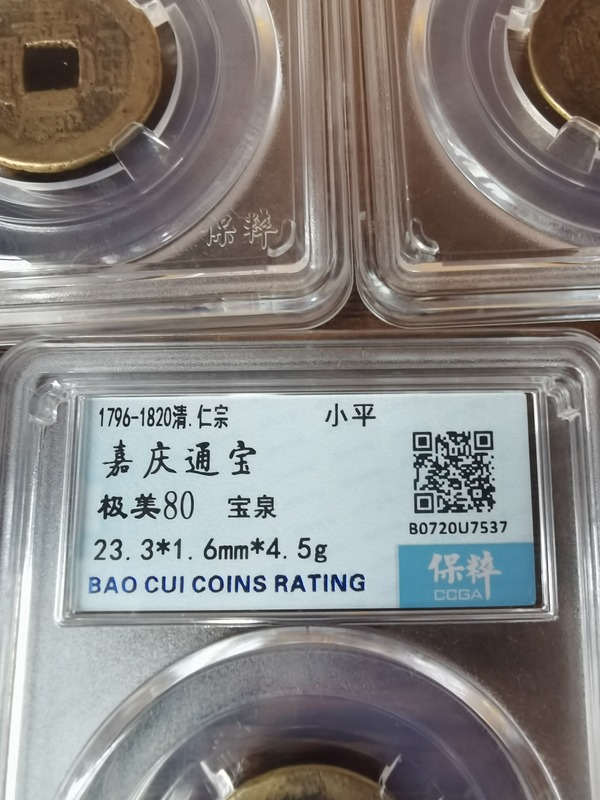 保粹
1796-1820清.仁宗 小平
嘉庆通宝
极美80 宝泉
B0720U7537
23.3*1.6mm*4.5g
保粹
CCGA
BAO CUI COINS RATING